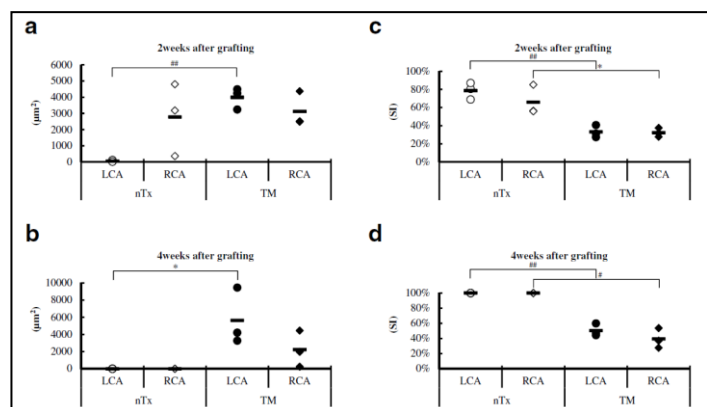 a
2weeks after grafting
##
6000
5000
4000
3000
2000
1000
0
(μm²)
LCA RCA LCA RCA
nTx TM
c
2weeks after grafting
##
*
100%
80%
60%
40%
20%
0%
(SI)
LCA RCA LCA RCA
nTx TM
b
4weeks after grafting
*
10000
8000
6000
4000
2000
0
(μm²)
LCA RCA LCA RCA
nTx TM
d
4weeks after grafting
##
#
100%
80%
60%
40%
20%
0%
(SI)
LCA RCA LCA RCA
nTx TM